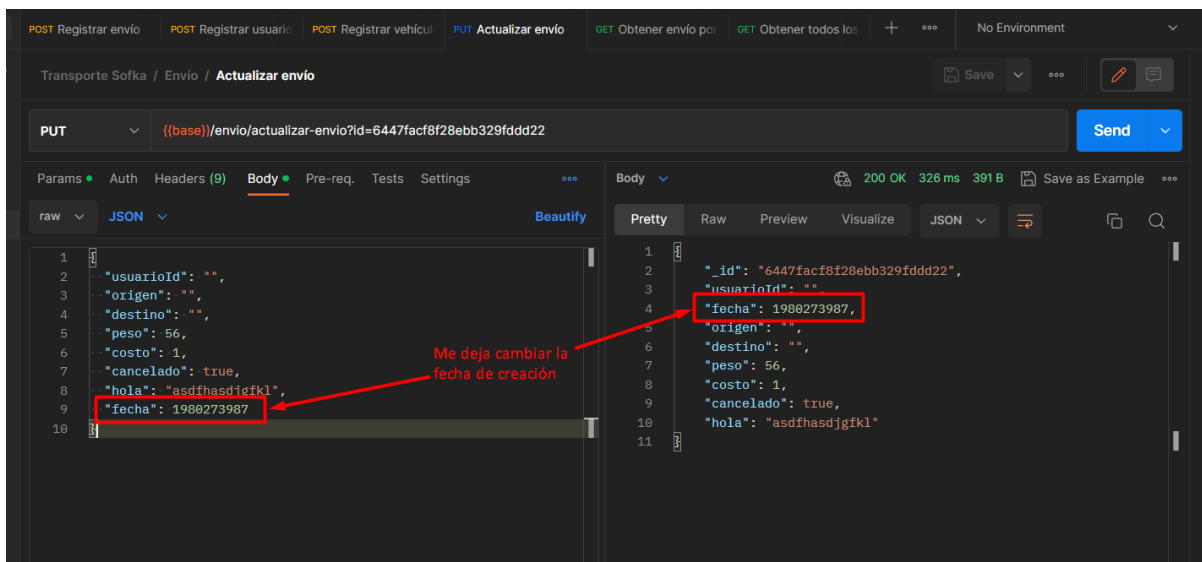 POST Registrar envío POST Registrar usuario POST Registrar vehícul PUT Actualizar envío GET Obtener envío por GET Obtener todos los No Environment
Transporte Sofka / Envío / Actualizar envío Save
PUT {{base}}/envio/actualizar-envio?id=6447facf8f28ebb329fddd22 Send
Params Auth Headers (9) Body Pre-req. Tests Settings
raw JSON Beautify
1 {
2 "usuarioId": "",
3 "origen": "",
4 "destino": "",
5 "peso": 56,
6 "costo": 1,
7 "cancelado": true,
8 "hola": "asdfhasdjgfkl",
9 "fecha": 1980273987
10 }
Me deja cambiar la
fecha de creación
Body 200 OK 326 ms 391 B Save as Example
Pretty Raw Preview Visualize JSON
1 {
2 "_id": "6447facf8f28ebb329fddd22",
3 "usuarioId": "",
4 "fecha": 1980273987,
5 "origen": "",
6 "destino": "",
7 "peso": 56,
8 "costo": 1,
9 "cancelado": true,
10 "hola": "asdfhasdjgfkl"
11 }